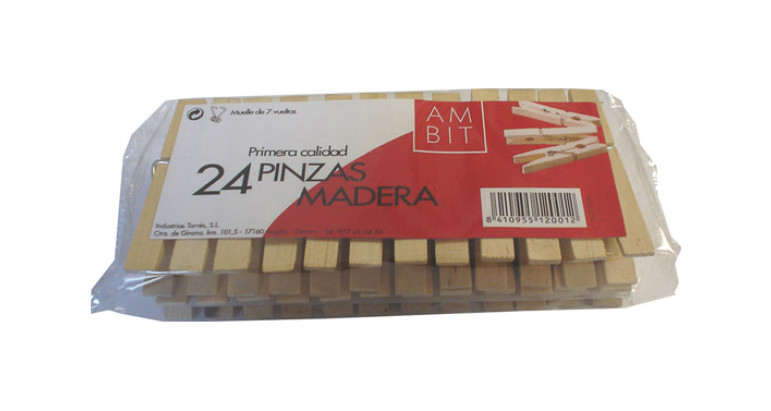 Muelle de 7 vueltas
AM
BIT
Primera calidad
24 PINZAS
MADERA
Industrias Tarrés, S.L.
Ctra. de Girona, km. 101,5 - 17160
8 410955 120012